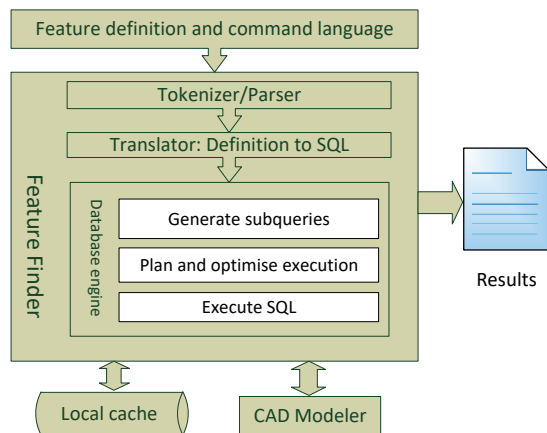 Feature definition and command language
Tokenizer/Parser
Translator: Definition to SQL
Feature Finder
Database engine
Generate subqueries
Plan and optimise execution
Execute SQL
Results
Local cache
CAD Modeler